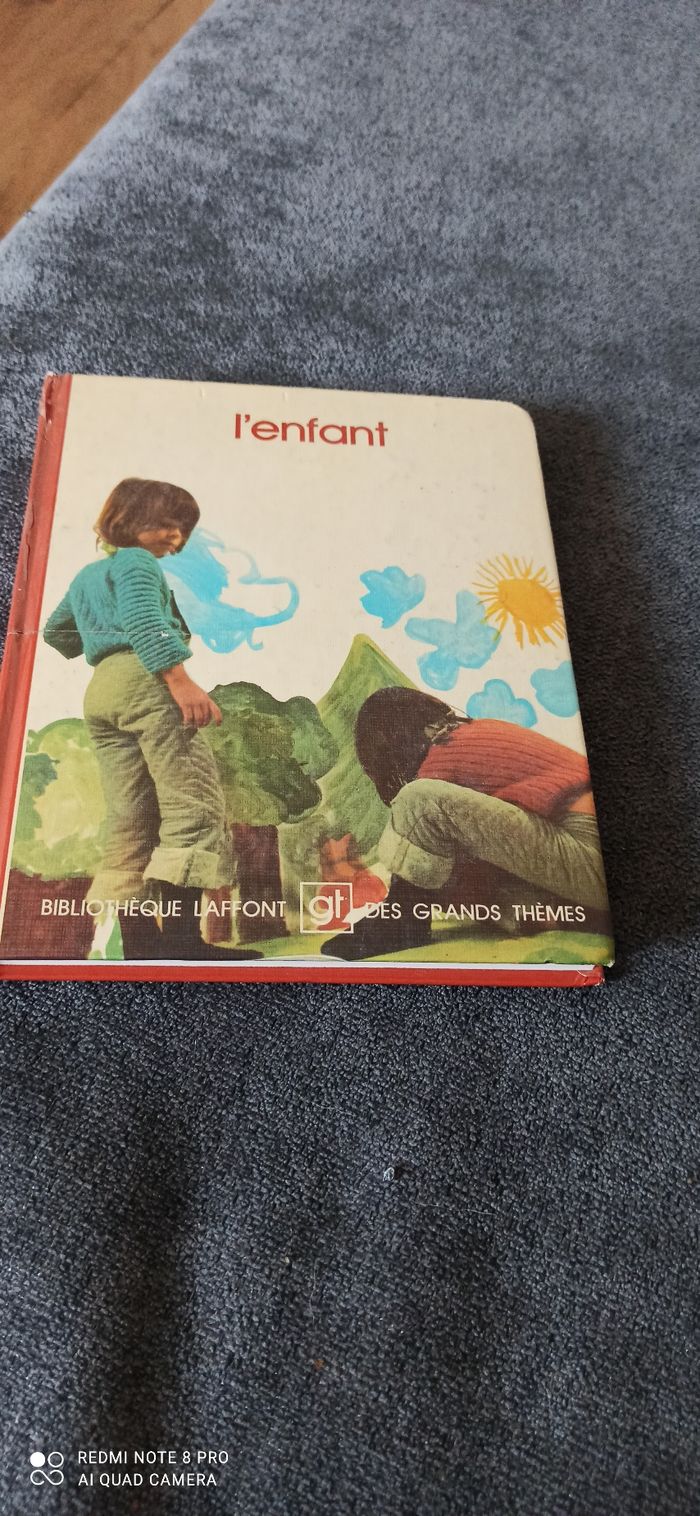 l'enfant
BIBLIOTHÈQUE LAFFONT gt DES GRANDS THÈMES
REDMI NOTE 8 PRO
AI QUAD CAMERA